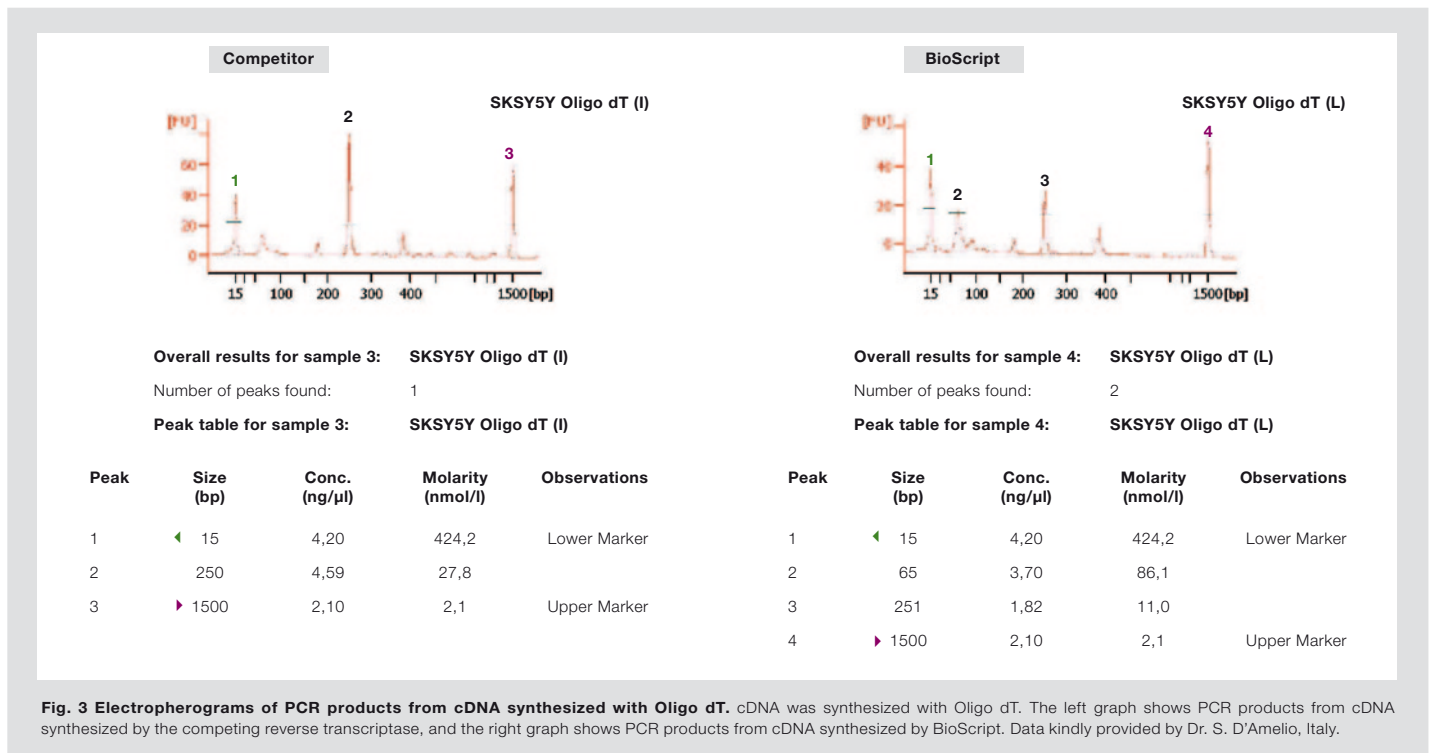 Competitor
SKSY5Y Oligo dT (I)
[FU]
2
3
1
60
40
20
0
15 100 200 300 400 1500 [bp]
Overall results for sample 3: SKSY5Y Oligo dT (I)
Number of peaks found: 1
Peak table for sample 3: SKSY5Y Oligo dT (I)
Peak Size (bp) Conc. (ng/µl) Molarity (nmol/l) Observations
1 15 4,20 424,2 Lower Marker
2 250 4,59 27,8
3 1500 2,10 2,1 Upper Marker
BioScript
SKSY5Y Oligo dT (L)
[FU]
4
1
3
2
40
20
0
15 100 200 300 400 1500 [bp]
Overall results for sample 4: SKSY5Y Oligo dT (L)
Number of peaks found: 2
Peak table for sample 4: SKSY5Y Oligo dT (L)
Peak Size (bp) Conc. (ng/µl) Molarity (nmol/l) Observations
1 15 4,20 424,2 Lower Marker
2 65 3,70 86,1
3 251 1,82 11,0
4 1500 2,10 2,1 Upper Marker
Fig. 3 Electropherograms of PCR products from cDNA synthesized with Oligo dT. cDNA was synthesized with Oligo dT. The left graph shows PCR products from cDNA
synthesized by the competing reverse transcriptase, and the right graph shows PCR products from cDNA synthesized by BioScript. Data kindly provided by Dr. S. D'Amelio, Italy.